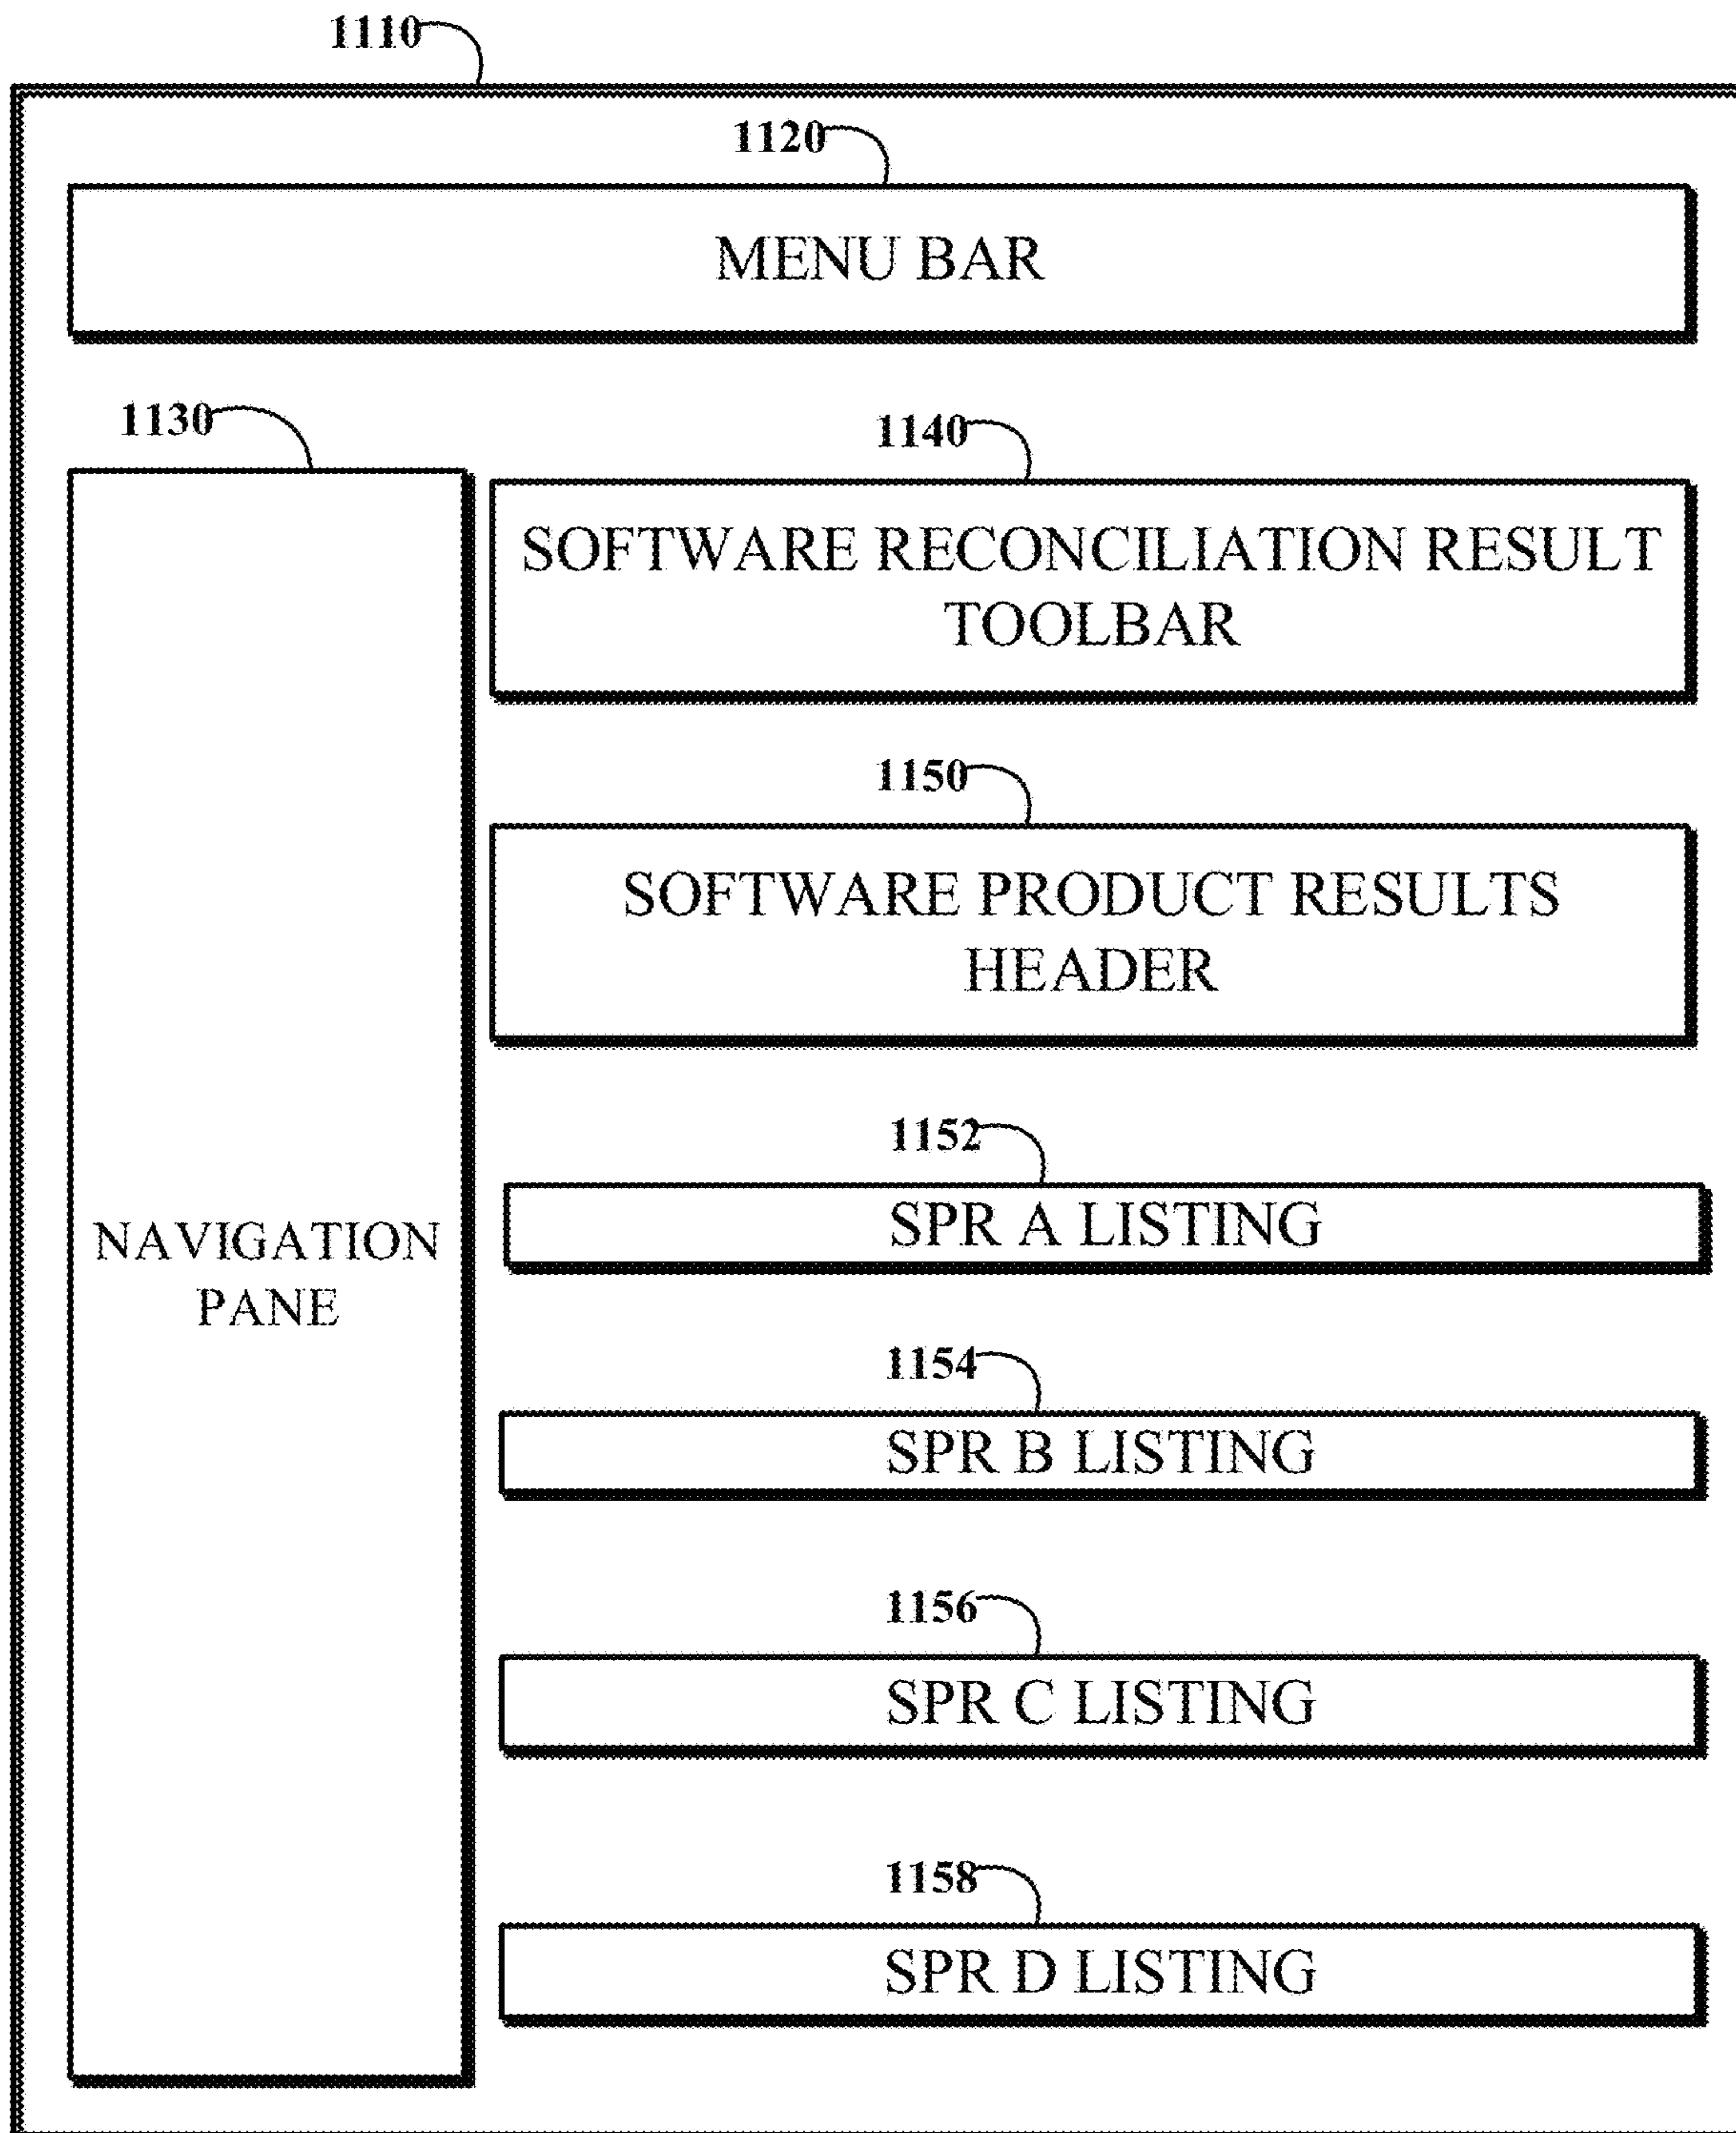 1110
1120
MENU BAR
1130
NAVIGATION
PANE
1140
SOFTWARE RECONCILIATION RESULT
TOOLBAR
1150
SOFTWARE PRODUCT RESULTS
HEADER
1152
SPR A LISTING
1154
SPR B LISTING
1156
SPR C LISTING
1158
SPR D LISTING